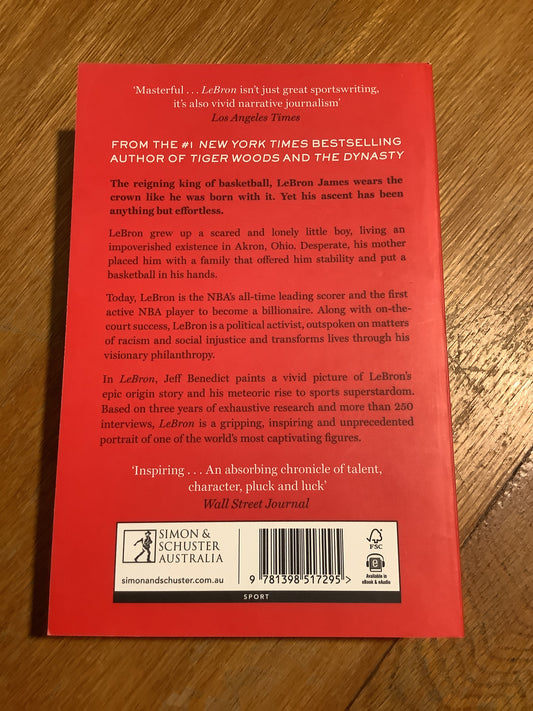 ‘Masterful . . . LeBron isn’t just great sportswriting,
it’s also vivid narrative journalism’
Los Angeles Times
FROM THE #1 NEW YORK TIMES BESTSELLING
AUTHOR OF TIGER WOODS AND THE DYNASTY
The reigning king of basketball, LeBron James wears the
crown like he was born with it. Yet his ascent has been
anything but effortless.
LeBron grew up a scared and lonely little boy, living an
impoverished existence in Akron, Ohio. Desperate, his mother
placed him with a family that offered him stability and put a
basketball in his hands.
Today, LeBron is the NBA’s all-time leading scorer and the first
active NBA player to become a billionaire. Along with on-the-
court success, LeBron is a political activist, outspoken on matters
of racism and social injustice and transforms lives through his
visionary philanthropy.
In LeBron, Jeff Benedict paints a vivid picture of LeBron’s
epic origin story and his meteoric rise to sports superstardom.
Based on three years of exhaustive research and more than 250
interviews, LeBron is a gripping, inspiring and unprecedented
portrait of one of the world’s most captivating figures.
‘Inspiring . . . An absorbing chronicle of talent,
character, pluck and luck’
Wall Street Journal
SIMON &
SCHUSTER
AUSTRALIA
simonandschuster.com.au
9 781398 517295 >
FSC
e
Available in
eBook & eAudio
SPORT